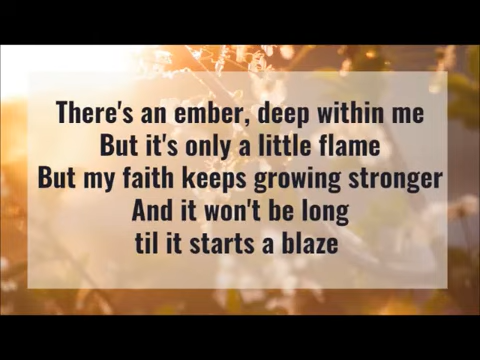 There's an ember, deep within me
But it's only a little flame
But my faith keeps growing stronger
And it won't be long
til it starts a blaze